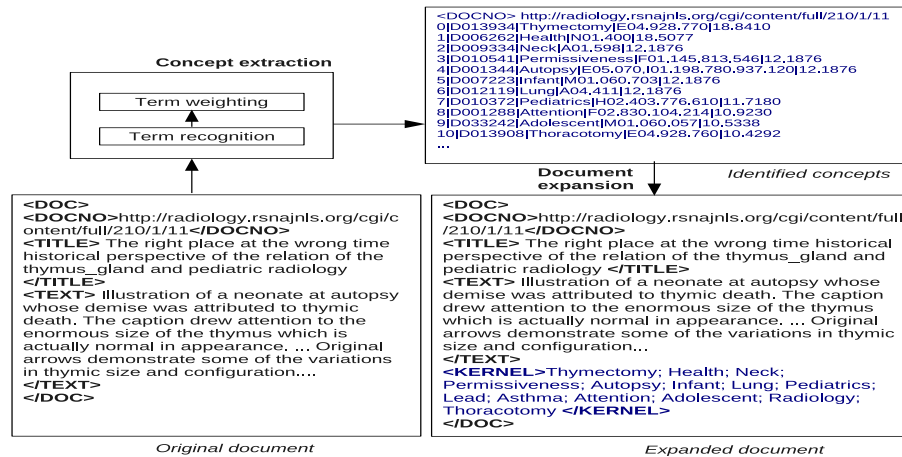 Concept extraction
Term weighting
Term recognition
<DOCNO> http://radiology.rsnajnls.org/cgi/content/full/210/1/11
0|D013934|Thymectomy|E04.928.770|18.8410
1|D006262|Health|N01.400|18.5077
2|D009334|Neck|A01.598|12.1876
3|D010541|Permissiveness|F01.145.813.546|12.1876
4|D001344|Autopsy|E05.070,I01.198.780.937.120|12.1876
5|D007223|Infant|M01.060.703|12.1876
6|D012119|Lung|A04.411|12.1876
7|D010372|Pediatrics|H02.403.776.610|11.7180
8|D001288|Attention|F02.830.104.214|10.9230
9|D033242|Adolescent|M01.060.057|10.5338
10|D013908|Thoracotomy|E04.928.760|10.4292
...
Identified concepts
Document
expansion
<DOC>
<DOCNO>http://radiology.rsnajnls.org/cgi/c
ontent/full/210/1/11</DOCNO>
<TITLE> The right place at the wrong time
historical perspective of the relation of the
thymus_gland and pediatric radiology
</TITLE>
<TEXT> Illustration of a neonate at autopsy
whose demise was attributed to thymic
death. The caption drew attention to the
enormous size of the thymus which is
actually normal in appearance. ... Original
arrows demonstrate some of the variations
in thymic size and configuration....
</TEXT>
</DOC>
Original document
<DOC>
<DOCNO>http://radiology.rsnajnls.org/cgi/content/full
/210/1/11</DOCNO>
<TITLE> The right place at the wrong time historical
perspective of the relation of the thymus_gland and
pediatric radiology </TITLE>
<TEXT> Illustration of a neonate at autopsy whose
demise was attributed to thymic death. The caption
drew attention to the enormous size of the thymus
which is actually normal in appearance. ... Original
arrows demonstrate some of the variations in thymic
size and configuration...
</TEXT>
<KERNEL>Thymectomy; Health; Neck;
Permissiveness; Autopsy; Infant; Lung; Pediatrics;
Lead; Asthma; Attention; Adolescent; Radiology;
Thoracotomy </KERNEL>
</DOC>
Expanded document